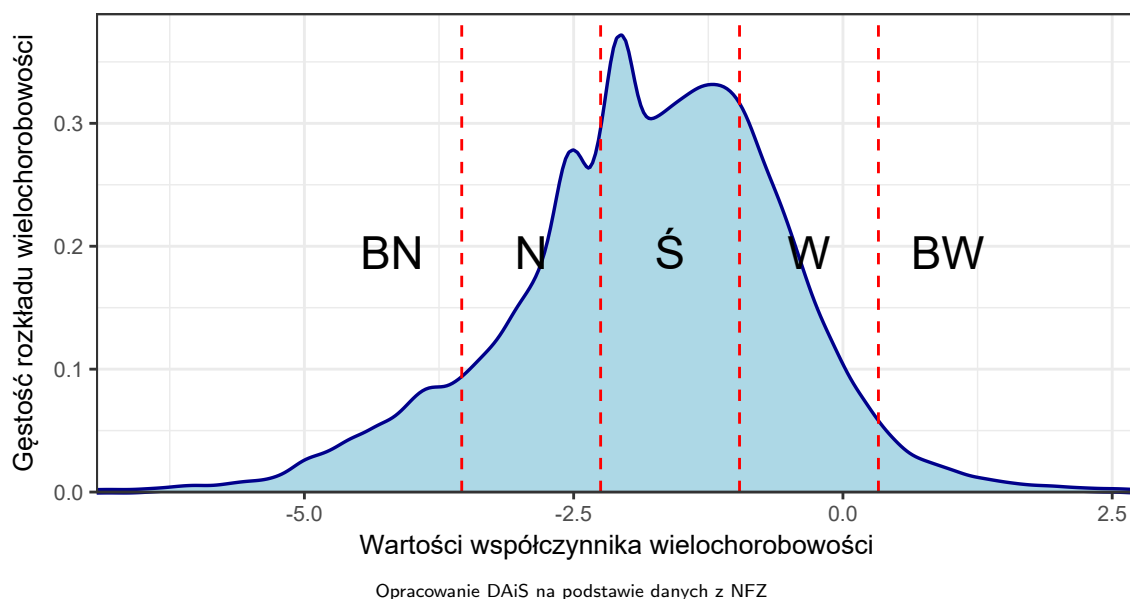 Gęstość rozkładu wielochorobowości
0.3
0.2
0.1
0.0
BN N Ś W BW
-5.0 -2.5 0.0 2.5
Wartości współczynnika wielochorobowości
Opracowanie DAiS na podstawie danych z NFZ